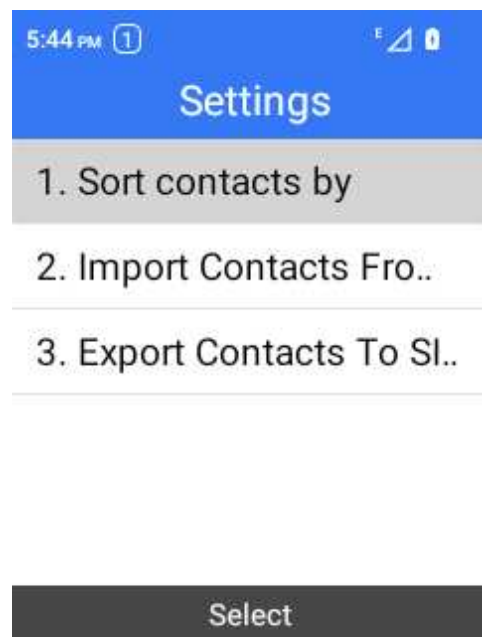 5:44 PM 1 E
Settings
1. Sort contacts by
2. Import Contacts Fro..
3. Export Contacts To SI..
Select